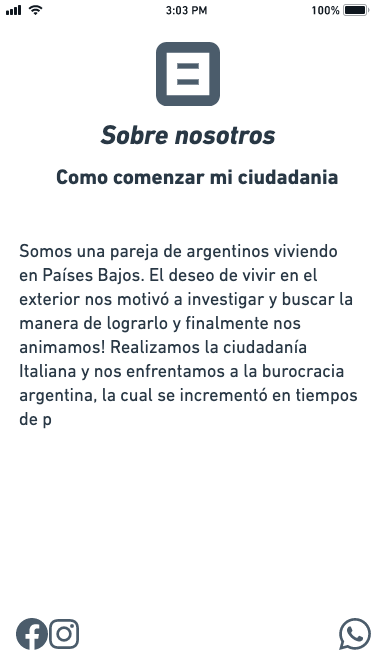 3:03 PM
100%
Sobre nosotros
Como comenzar mi ciudadania
Somos una pareja de argentinos viviendo
en Países Bajos. El deseo de vivir en el
exterior nos motivó a investigar y buscar la
manera de lograrlo y finalmente nos
animamos! Realizamos la ciudadanía
Italiana y nos enfrentamos a la burocracia
argentina, la cual se incrementó en tiempos
de p